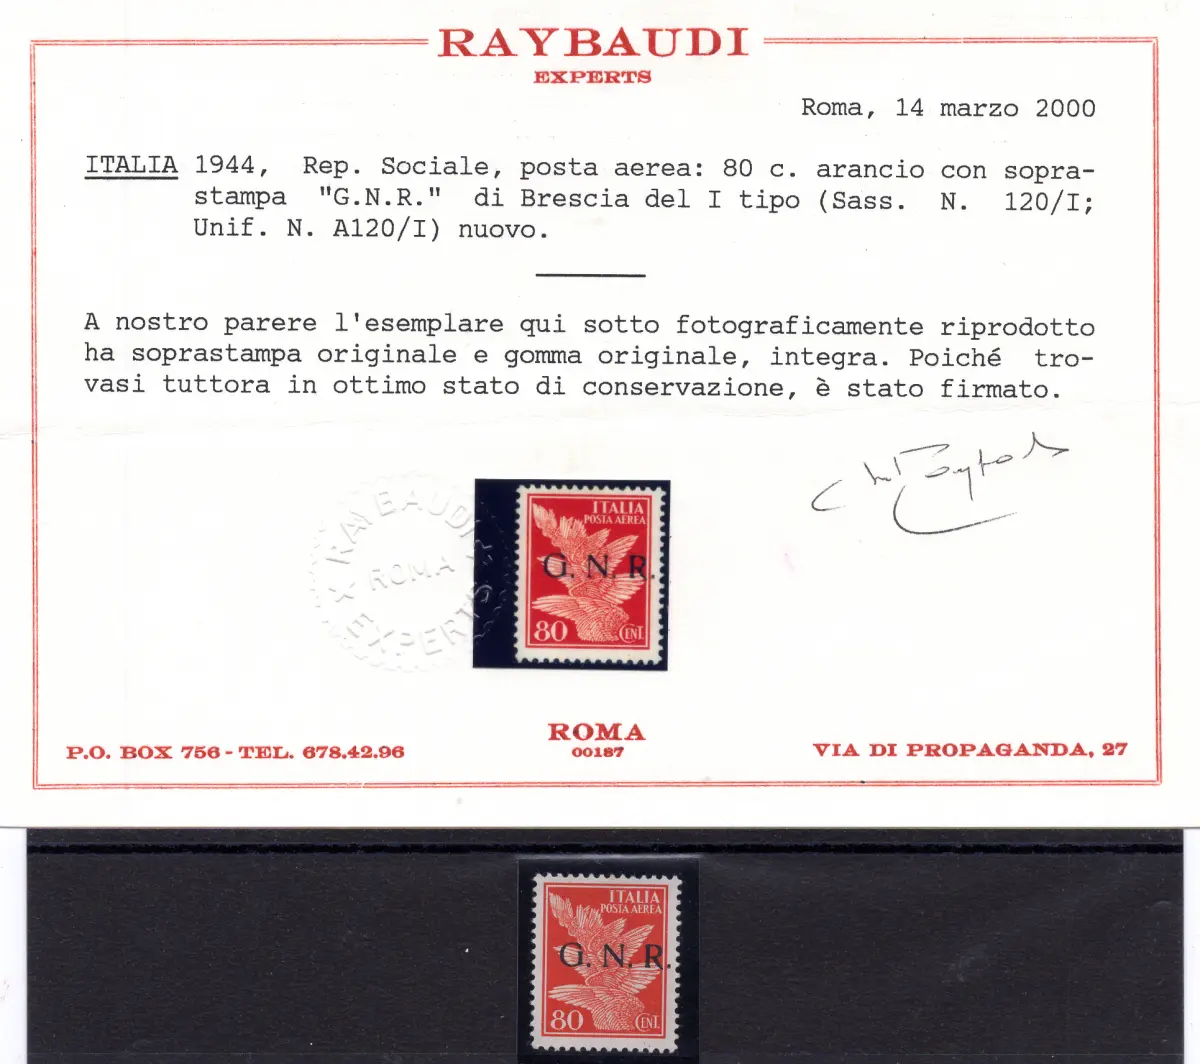 RAYBAUDI
EXPERTS
Roma, 14 marzo 2000
ITALIA 1944, Rep. Sociale, posta aerea: 80 c. arancio con sopra-
stampa "G.N.R." di Brescia del I tipo (Sass. N. 120/I;
Unif. N. A120/I) nuovo.
A nostro parere l'esemplare qui sotto fotograficamente riprodotto
ha soprastampa originale e gomma originale, integra. Poiché tro-
vasi tuttora in ottimo stato di conservazione, è stato firmato.
RAYBAUDI
ROMA
EXPERTS
ITALIA
POSTA AEREA
G. N. R.
80 CENT.
ROMA
00187
P.O. BOX 756 - TEL. 678.42.96
VIA DI PROPAGANDA, 27
ITALIA
POSTA AEREA
G. N. R.
80 CENT.